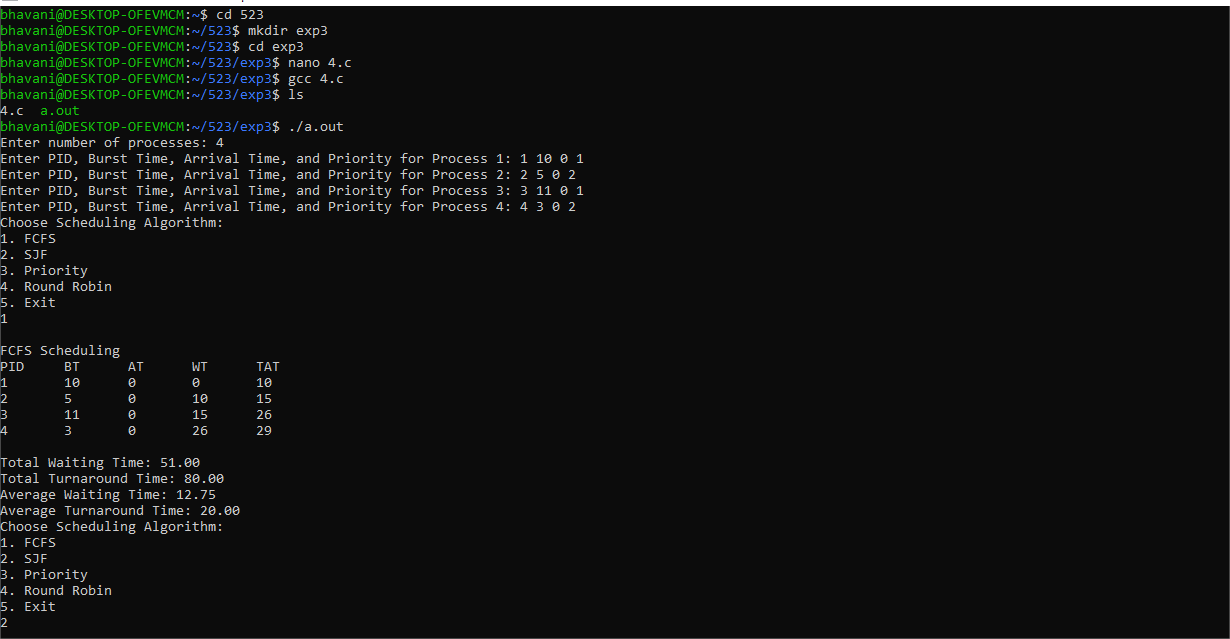 bhavani@DESKTOP-OFEVMCM:~$ cd 523
bhavani@DESKTOP-OFEVMCM:~/523$ mkdir exp3
bhavani@DESKTOP-OFEVMCM:~/523$ cd exp3
bhavani@DESKTOP-OFEVMCM:~/523/exp3$ nano 4.c
bhavani@DESKTOP-OFEVMCM:~/523/exp3$ gcc 4.c
bhavani@DESKTOP-OFEVMCM:~/523/exp3$ ls
4.c  a.out
bhavani@DESKTOP-OFEVMCM:~/523/exp3$ ./a.out
Enter number of processes: 4
Enter PID, Burst Time, Arrival Time, and Priority for Process 1: 1 10 0 1
Enter PID, Burst Time, Arrival Time, and Priority for Process 2: 2 5 0 2
Enter PID, Burst Time, Arrival Time, and Priority for Process 3: 3 11 0 1
Enter PID, Burst Time, Arrival Time, and Priority for Process 4: 4 3 0 2
Choose Scheduling Algorithm:
1. FCFS
2. SJF
3. Priority
4. Round Robin
5. Exit
1
FCFS Scheduling
PID     BT      AT      WT      TAT
1       10      0       0       10
2       5       0       10      15
3       11      0       15      26
4       3       0       26      29
Total Waiting Time: 51.00
Total Turnaround Time: 80.00
Average Waiting Time: 12.75
Average Turnaround Time: 20.00
Choose Scheduling Algorithm:
1. FCFS
2. SJF
3. Priority
4. Round Robin
5. Exit
2